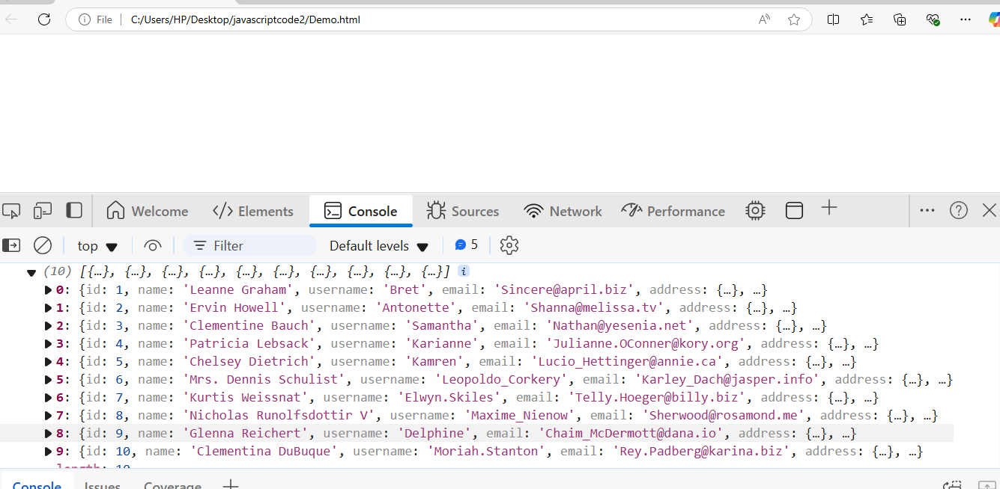 File C:/Users/HP/Desktop/javascriptcode2/Demo.html
Welcome Elements Console Sources Network Performance
top Filter Default levels 5
(10) [{…}, {…}, {…}, {…}, {…}, {…}, {…}, {…}, {…}, {…}] i
0: {id: 1, name: 'Leanne Graham', username: 'Bret', email: 'Sincere@april.biz', address: {…}, …}
1: {id: 2, name: 'Ervin Howell', username: 'Antonette', email: 'Shanna@melissa.tv', address: {…}, …}
2: {id: 3, name: 'Clementine Bauch', username: 'Samantha', email: 'Nathan@yesenia.net', address: {…}, …}
3: {id: 4, name: 'Patricia Lebsack', username: 'Karianne', email: 'Julianne.OConner@kory.org', address: {…}, …}
4: {id: 5, name: 'Chelsey Dietrich', username: 'Kamren', email: 'Lucio_Hettinger@annie.ca', address: {…}, …}
5: {id: 6, name: 'Mrs. Dennis Schulist', username: 'Leopoldo_Corkery', email: 'Karley_Dach@jasper.info', address: {…}, …}
6: {id: 7, name: 'Kurtis Weissnat', username: 'Elwyn.Skiles', email: 'Telly.Hoeger@billy.biz', address: {…}, …}
7: {id: 8, name: 'Nicholas Runolfsdottir V', username: 'Maxime_Nienow', email: 'Sherwood@rosamond.me', address: {…}, …}
8: {id: 9, name: 'Glenna Reichert', username: 'Delphine', email: 'Chaim_McDermott@dana.io', address: {…}, …}
9: {id: 10, name: 'Clementina DuBuque', username: 'Moriah.Stanton', email: 'Rey.Padberg@karina.biz', address: {…}, …}
length: 10
Console Issues Coverage